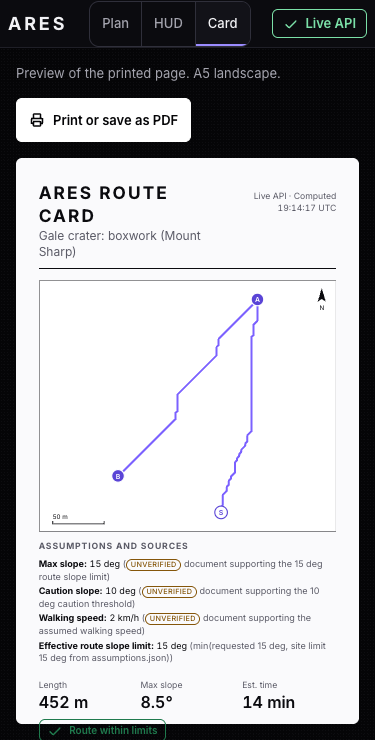 ARES
Plan
HUD
Card
Live API
Preview of the printed page. A5 landscape.
Print or save as PDF
ARES ROUTE
CARD
Gale crater: boxwork (Mount
Sharp)
Live API · Computed
19:14:17 UTC
A
N
B
S
50 m
ASSUMPTIONS AND SOURCES
Max slope: 15 deg (UNVERIFIED document supporting the 15 deg
route slope limit)
Caution slope: 10 deg (UNVERIFIED document supporting the 10
deg caution threshold)
Walking speed: 2 km/h (UNVERIFIED document supporting the
assumed walking speed)
Effective route slope limit: 15 deg (min(requested 15 deg, site limit
15 deg from assumptions.json))
Length
452 m
Max slope
8.5°
Est. time
14 min
Route within limits